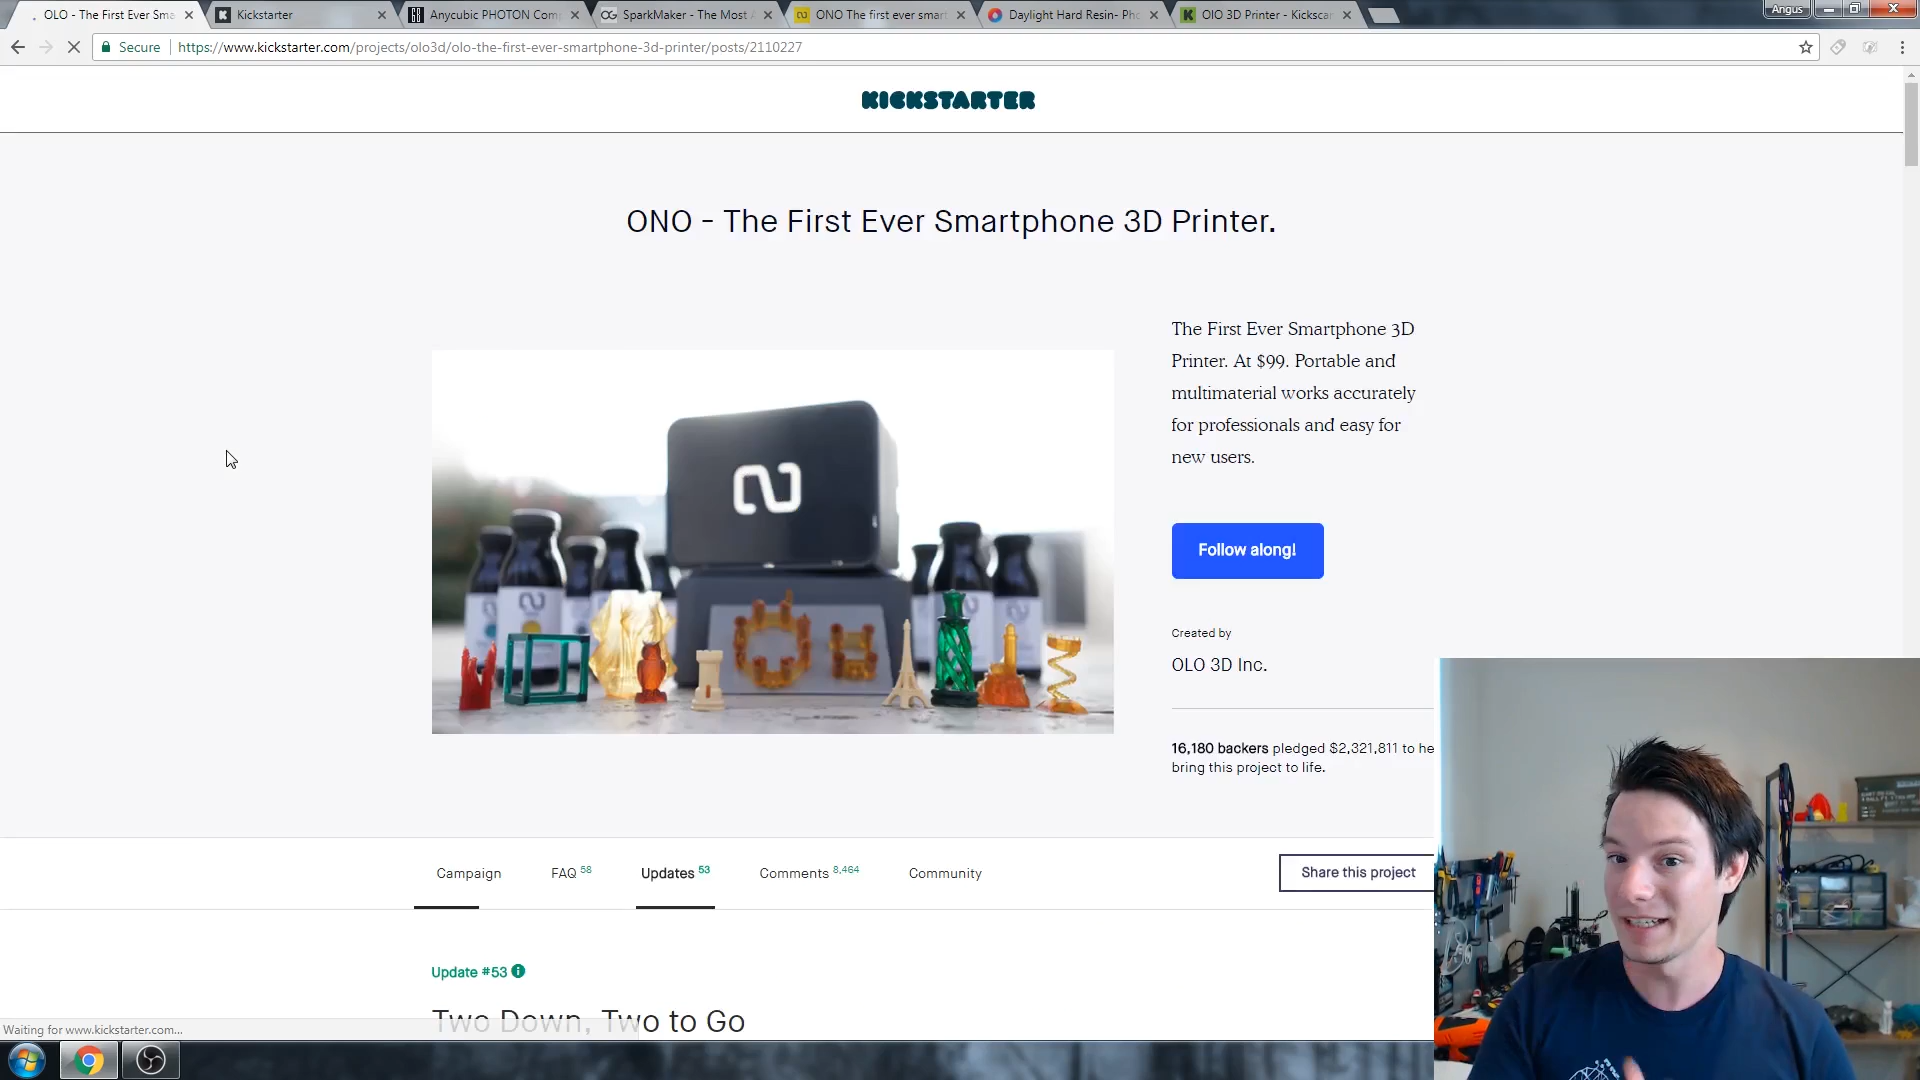 OLO - The First Ever Sma
Kickstarter
Anycubic PHOTON Com
SparkMaker - The Most A
ONO The first ever smart
Daylight Hard Resin- Pho
OlO 3D Printer - Kickscar
Angus
Secure
https://www.kickstarter.com/projects/olo3d/olo-the-first-ever-smartphone-3d-printer/posts/2110227
KICKSTARTER
ONO - The First Ever Smartphone 3D Printer.
The First Ever Smartphone 3D
Printer. At $99. Portable and
multimaterial works accurately
for professionals and easy for
new users.
Follow along!
Created by
OLO 3D Inc.
16,180 backers pledged $2,321,811 to he
bring this project to life.
Campaign
FAQ 58
Updates 53
Comments 8,464
Community
Share this project
Update #53
Two Down, Two to Go
Waiting for www.kickstarter.com...